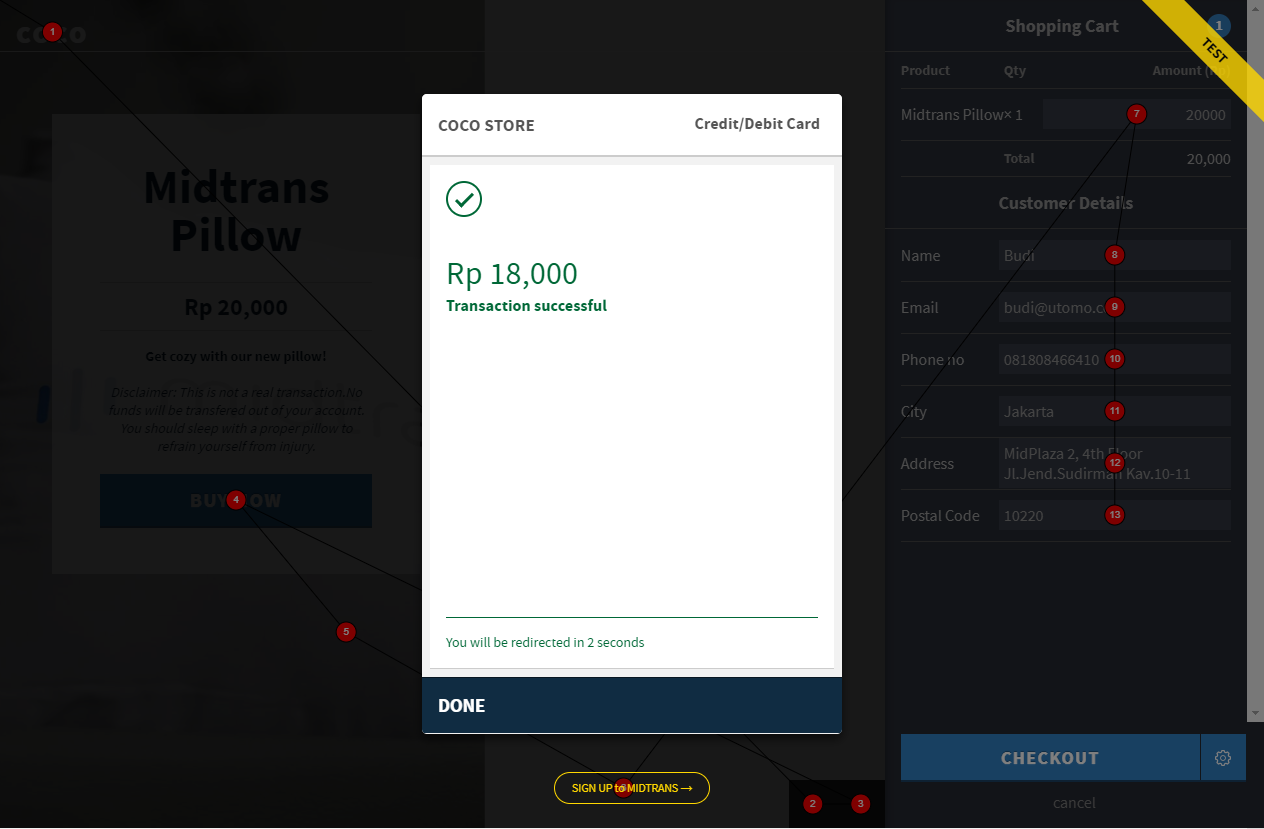 COCO
1
Midtrans
Pillow
Rp 20,000
Get cozy with our new pillow!
Disclaimer: This is not a real transaction.No
funds will be transfered out of your account.
You should sleep with a proper pillow to
refrain yourself from injury.
BUY NOW
4
5
COCO STORE
Credit/Debit Card
Rp 18,000
Transaction successful
You will be redirected in 2 seconds
DONE
SIGN UP to MIDTRANS →
2
3
Shopping Cart
1
TEST
Product Qty Amount (Rp)
Midtrans Pillow × 1 20000
7
Total 20,000
Customer Details
Name Budi
8
Email budi@utomo.c
9
Phone no 081808466410
10
City Jakarta
11
Address MidPlaza 2, 4th Floor
Jl.Jend.Sudirman Kav.10-11
12
Postal Code 10220
13
CHECKOUT
cancel